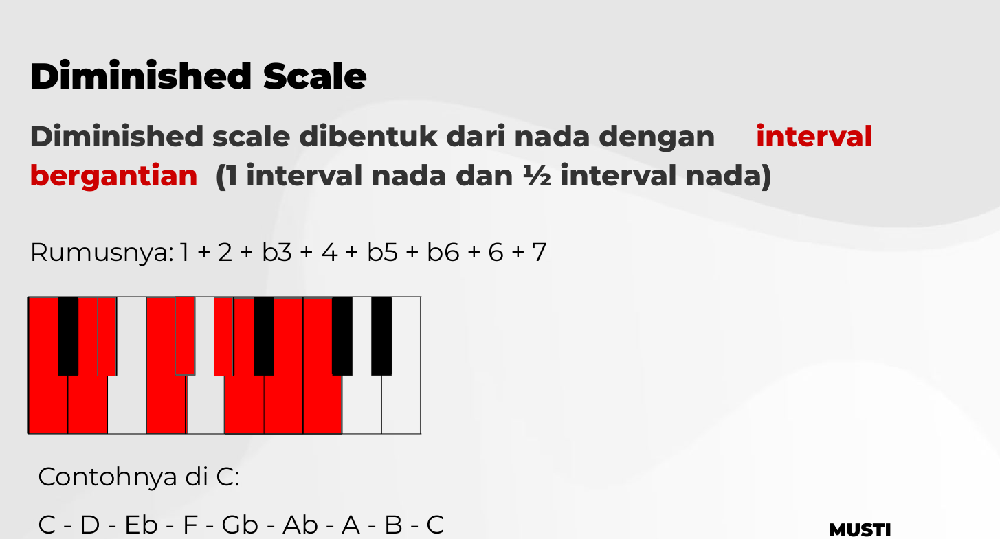 Diminished Scale
Diminished scale dibentuk dari nada dengan interval
bergantian (1 interval nada dan ½ interval nada)
Rumusnya: 1 + 2 + b3 + 4 + b5 + b6 + 6 + 7
Contohnya di C:
C - D - Eb - F - Gb - Ab - A - B - C
MUSTI